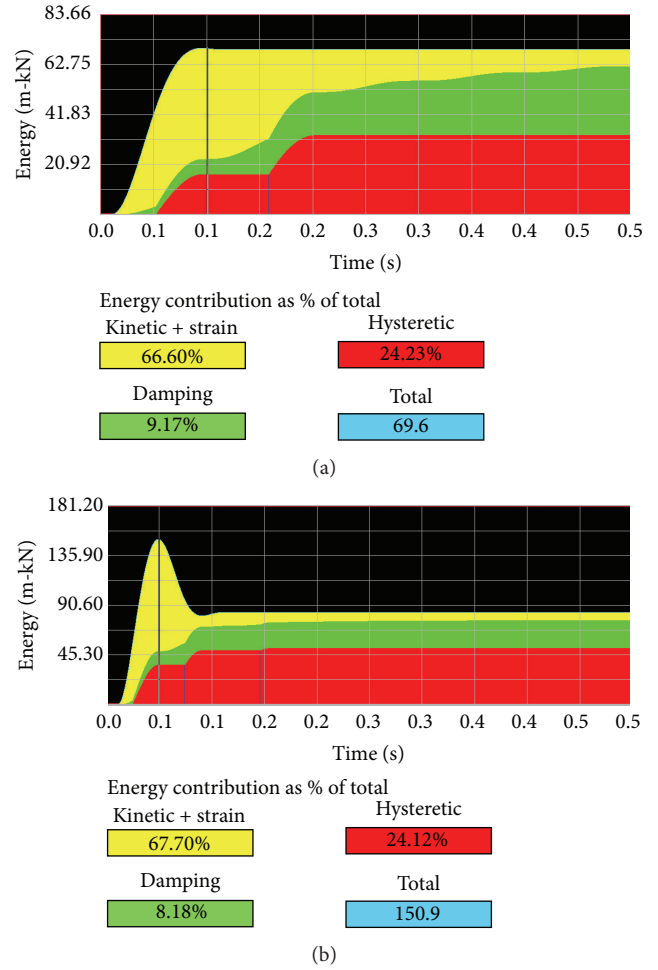 83.66
62.75
41.83
20.92
Energy (m-kN)
0.0 0.1 0.1 0.2 0.2 0.3 0.3 0.4 0.4 0.5 0.5
Time (s)
Energy contribution as % of total
Kinetic + strain Hysteretic
66.60% 24.23%
Damping Total
9.17% 69.6
(a)
181.20
135.90
90.60
45.30
Energy (m-kN)
0.0 0.1 0.1 0.2 0.2 0.3 0.3 0.4 0.4 0.5 0.5
Time (s)
Energy contribution as % of total
Kinetic + strain Hysteretic
67.70% 24.12%
Damping Total
8.18% 150.9
(b)